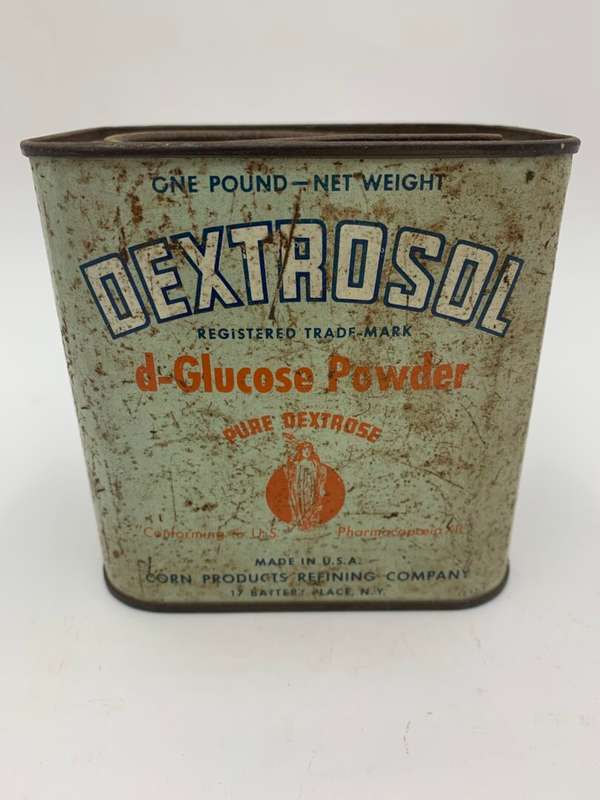 ONE POUND—NET WEIGHT
DEXTROSOL
REGISTERED TRADE-MARK
d-Glucose Powder
PURE DEXTROSE
"Conforming to U.S. Pharmacopoeia
MADE IN U.S.A.
CORN PRODUCTS REFINING COMPANY
17 BATTERY PLACE, N.Y.